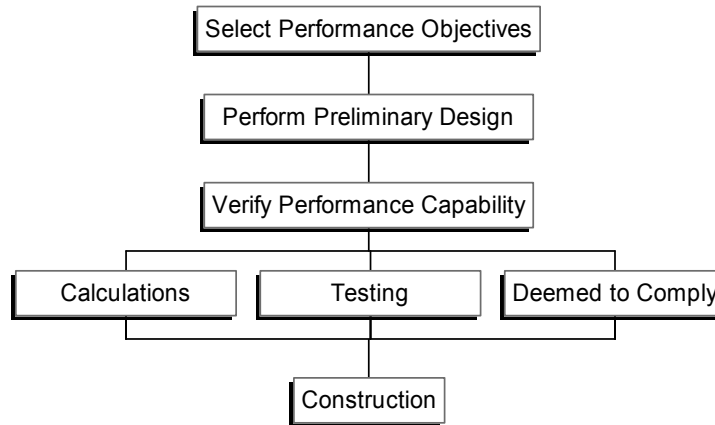 Select Performance Objectives
Perform Preliminary Design
Verify Performance Capability
Calculations
Testing
Deemed to Comply
Construction